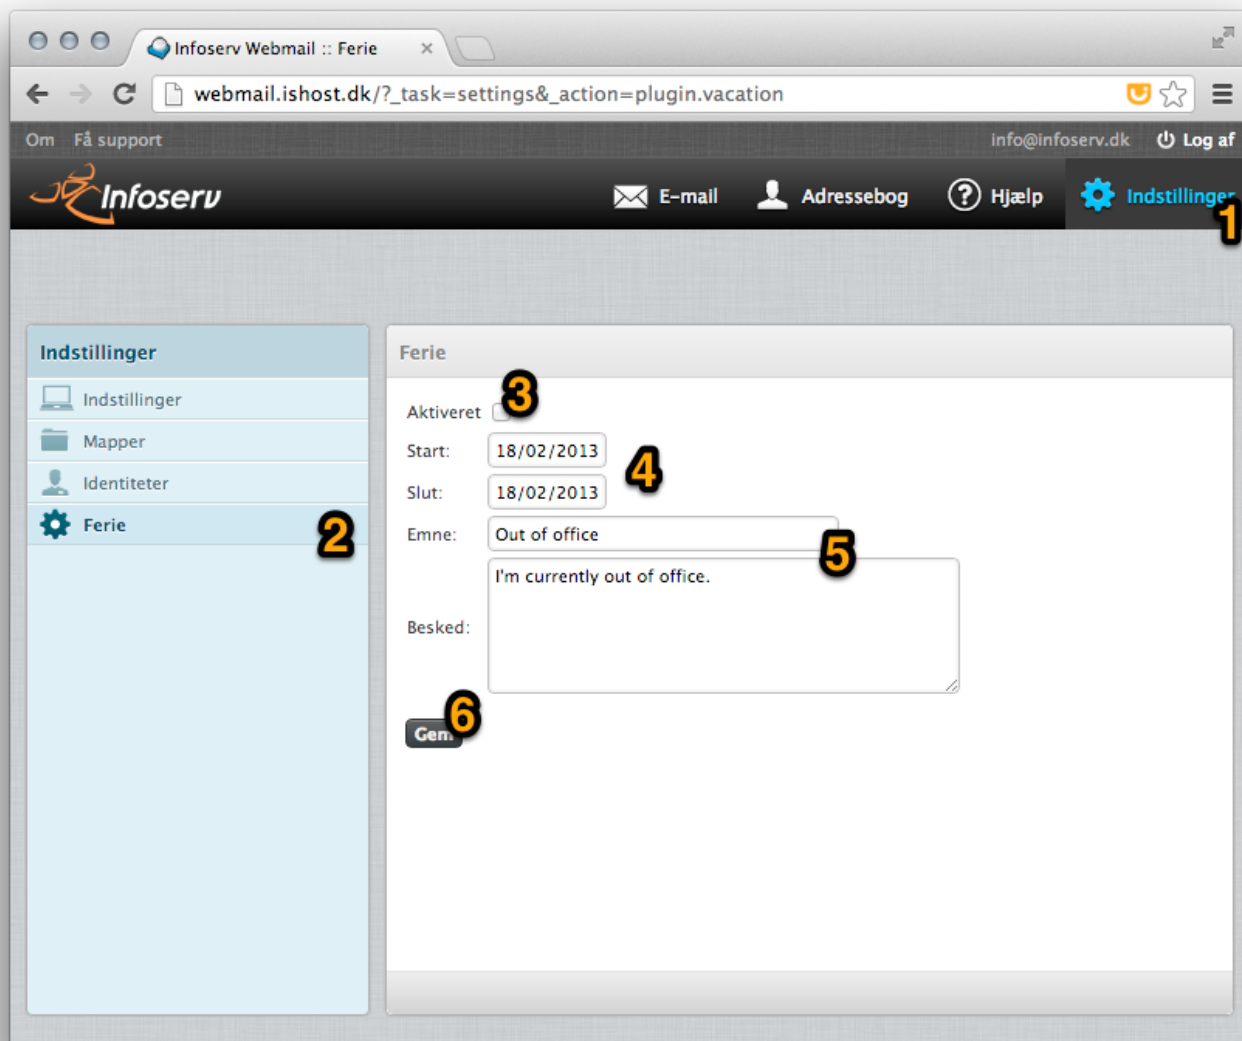 Infoserv Webmail :: Ferie
webmail.ishost.dk/?_task=settings&_action=plugin.vacation
Om Få support info@infoserv.dk Log af
Infoserv E-mail Adressebog Hjælp Indstillinger
1
Indstillinger
Indstillinger
Mapper
Identiteter
Ferie 2
Ferie
Aktiveret 3
Start: 18/02/2013
4
Slut: 18/02/2013
Emne: Out of office
5
Besked: I'm currently out of office.
6
Gem